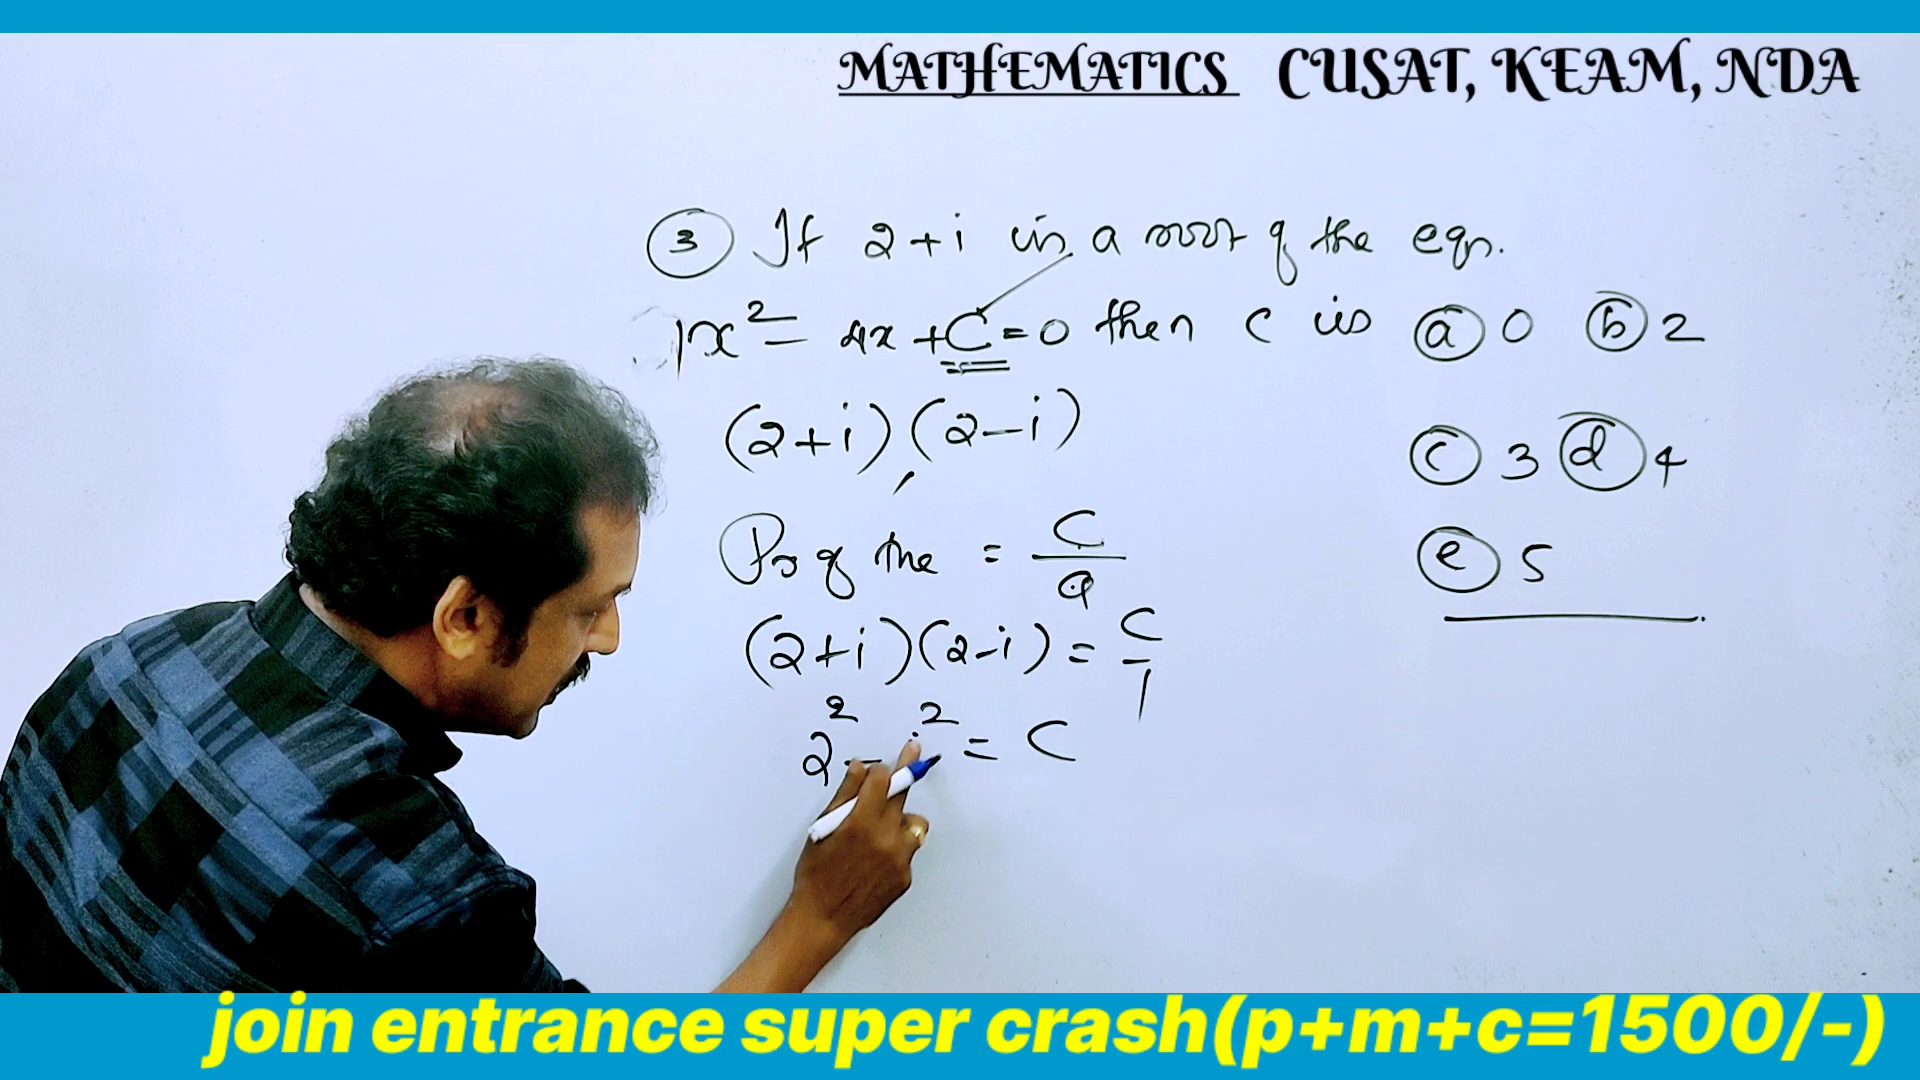 MATHEMATICS CUSAT, KEAM, NDA
③ If 2+i is a root of the eqn.
1x² - 4x + C = 0 then C is ⓐ 0 ⓑ 2
(2+i), (2-i)
ⓒ 3 ⓓ 4
of the = C/a
ⓔ 5
(2+i)(2-i) = C/1
2² - i² = C
join entrance super crash(p+m+c=1500/-)